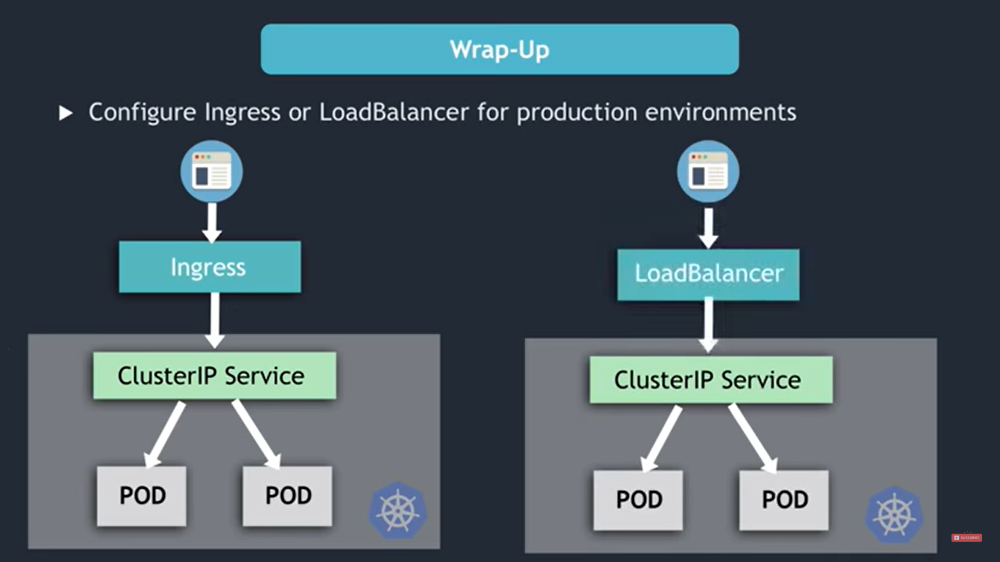 Wrap-Up
Configure Ingress or LoadBalancer for production environments
Ingress
LoadBalancer
ClusterIP Service
ClusterIP Service
POD
POD
POD
POD
SUBSCRIBE